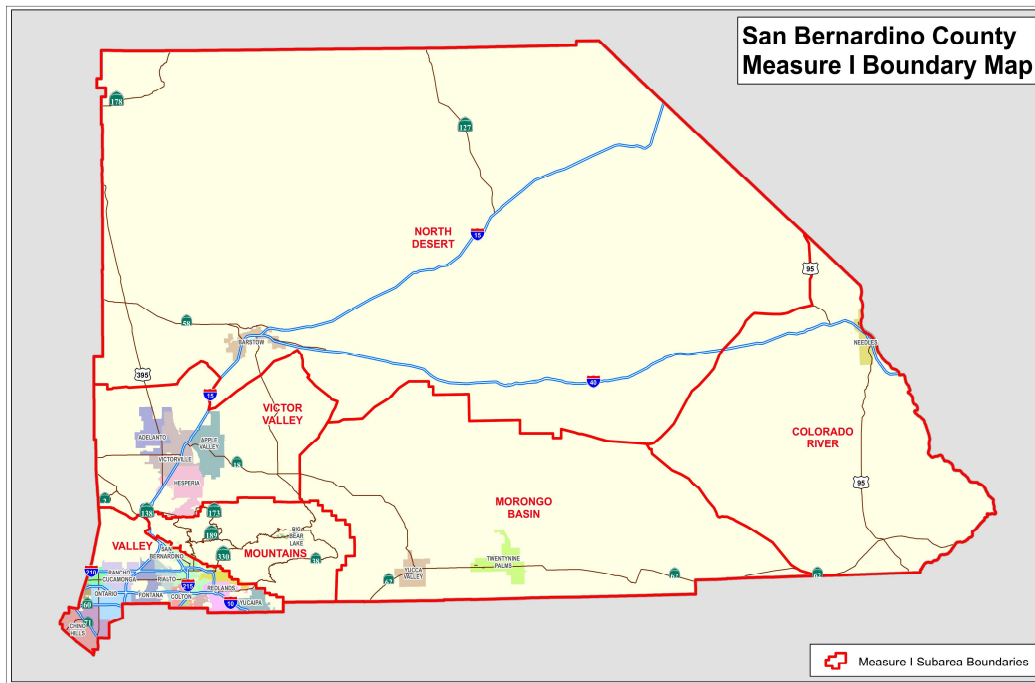 San Bernardino County
Measure I Boundary Map
178
127
NORTH
DESERT
15
95
58
BARSTOW
NEEDLES
395
40
15
VICTOR
VALLEY
ADELANTO
APPLE
VALLEY
VICTORVILLE
18
HESPERIA
COLORADO
RIVER
95
138
173
MORONGO
BASIN
189
BIG
BEAR
LAKE
VALLEY
SAN
BERNARDINO
330
MOUNTAINS
38
TWENTYNINE
PALMS
YUCCA
VALLEY
62
62
62
210
RANCHO
CUCAMONGA
RIALTO
215
REDLANDS
ONTARIO
FONTANA
COLTON
10
YUCAIPA
60
71
CHINO
HILLS
Measure I Subarea Boundaries